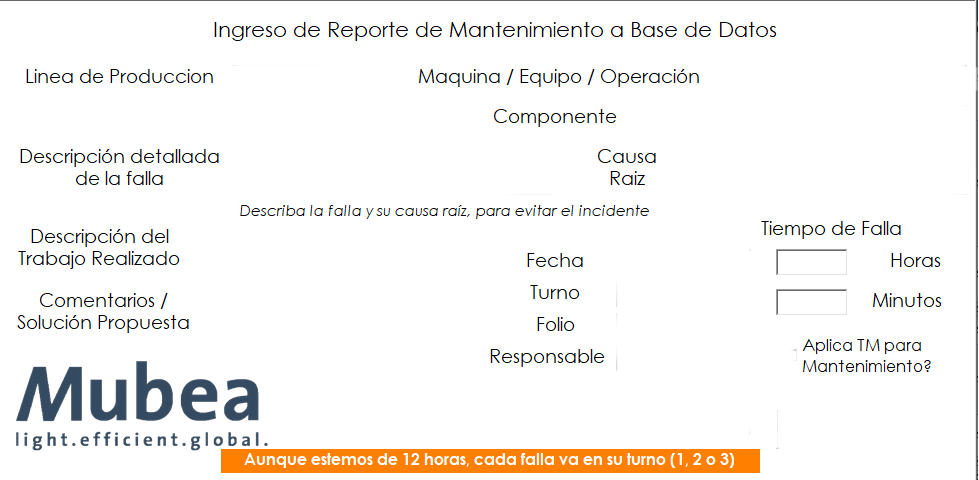 Ingreso de Reporte de Mantenimiento a Base de Datos
Linea de Produccion
Maquina / Equipo / Operación
Componente
Descripción detallada
de la falla
Causa
Raiz
Describa la falla y su causa raíz, para evitar el incidente
Descripción del
Trabajo Realizado
Tiempo de Falla
Fecha
Horas
Turno
Minutos
Comentarios /
Solución Propuesta
Folio
Responsable
Aplica TM para
Mantenimiento?
Mubea
light.efficient.global.
Aunque estemos de 12 horas, cada falla va en su turno (1, 2 o 3)